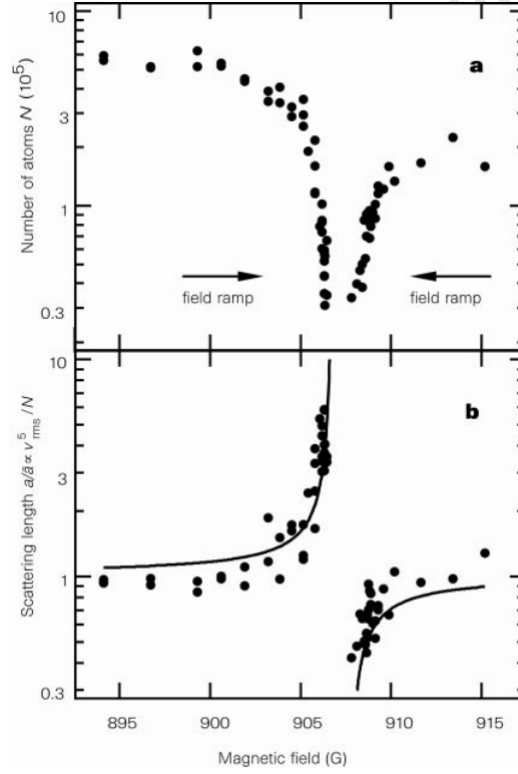 10
a
3
1
0.3
Number of atoms N (10⁵)
field ramp field ramp
10
b
3
1
0.3
Scattering length a/ã ∝ v⁵rms/N
895 900 905 910 915
Magnetic field (G)